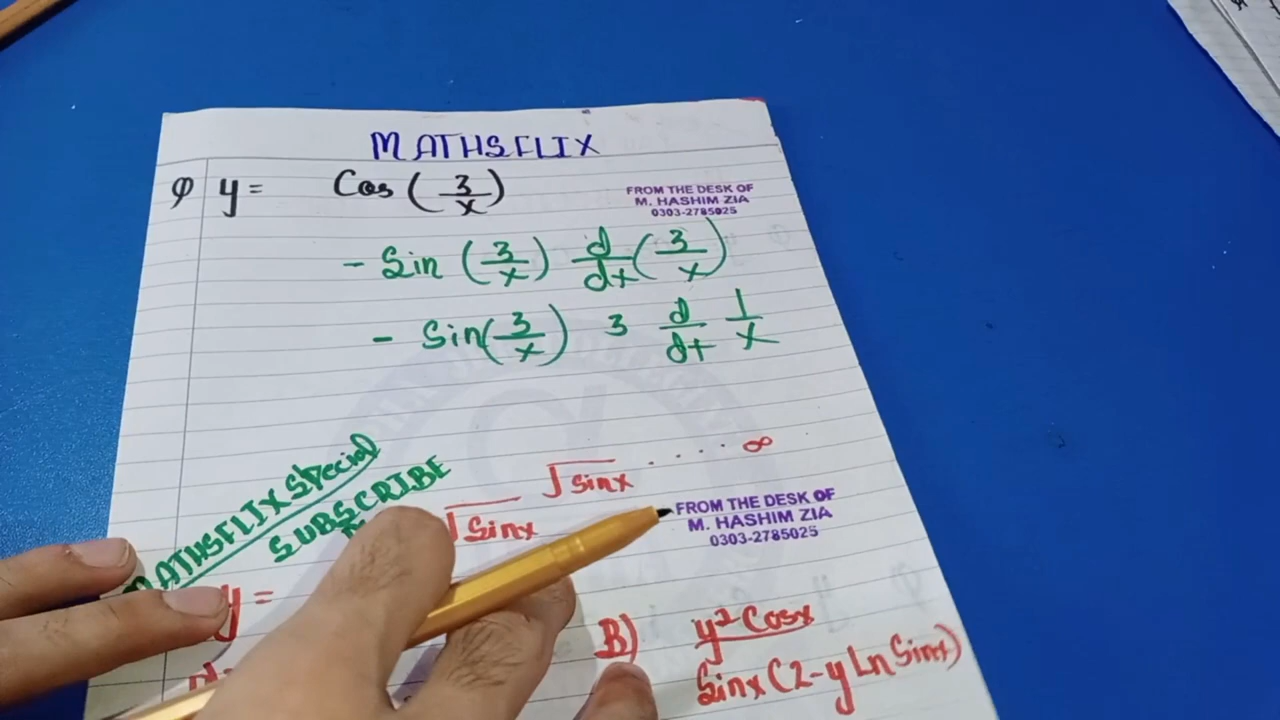 MATHSFLIX
φ y = Cos (3/x)
FROM THE DESK OF
M. HASHIM ZIA
0303-2785025
- Sin (3/x) d/dx (3/x)
- Sin (3/x) 3 d/dx 1/x
MATHSFLIX Special
SUBSCRIBE
√sinx ..... ∞
√Sinx
FROM THE DESK OF
M. HASHIM ZIA
0303-2785025
y =
B) y² Cosx
Sinx (2-y Ln Sinx)